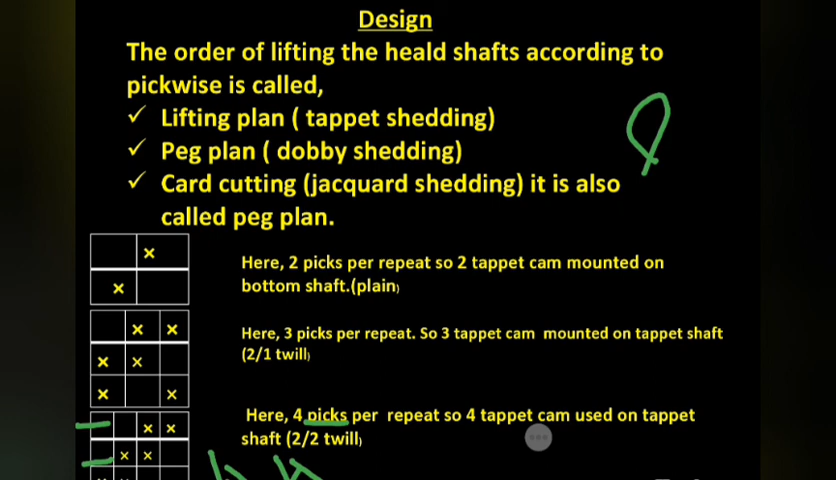 Design
The order of lifting the heald shafts according to
pickwise is called,
✓ Lifting plan ( tappet shedding)
✓ Peg plan ( dobby shedding)
✓ Card cutting (jacquard shedding) it is also
called peg plan.
x
Here, 2 picks per repeat so 2 tappet cam mounted on
x
bottom shaft.(plain)
x x
Here, 3 picks per repeat. So 3 tappet cam mounted on tappet shaft
x x
(2/1 twill)
x x
Here, 4 picks per repeat so 4 tappet cam used on tappet
x x
shaft (2/2 twill)
x x